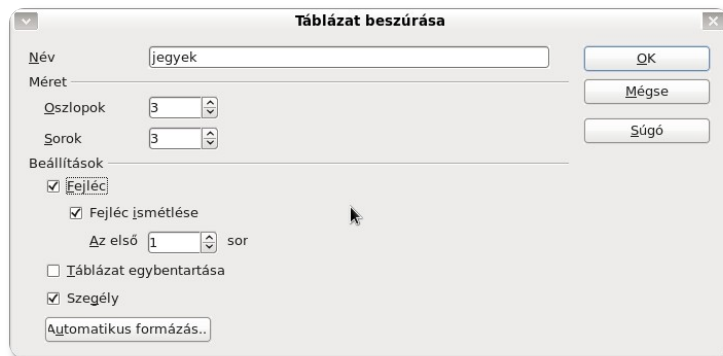 Táblázat beszúrása
Név jegyek OK
Méret Mégse
Oszlopok 3
Sorok 3 Súgó
Beállítások
Fejléc
Fejléc ismétlése
Az első 1 sor
Táblázat egybentartása
Szegély
Automatikus formázás..